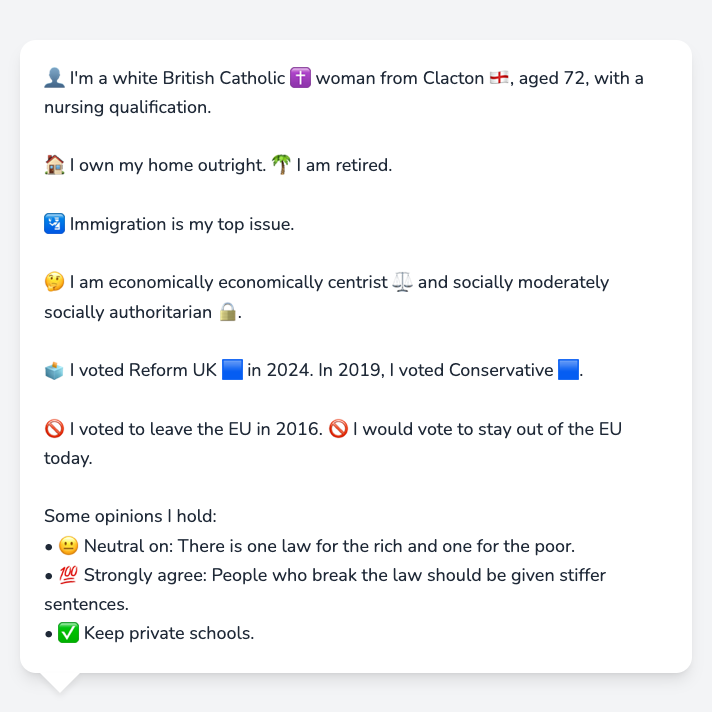 👤 I'm a white British Catholic ✝️ woman from Clacton 🏴󠁧󠁢󠁥󠁮󠁧󠁿, aged 72, with a
nursing qualification.
🏠 I own my home outright. 🌴 I am retired.
🛂 Immigration is my top issue.
🤔 I am economically economically centrist ⚖️ and socially moderately
socially authoritarian 🔒.
🗳️ I voted Reform UK 🟦 in 2024. In 2019, I voted Conservative 🟦.
🚫 I voted to leave the EU in 2016. 🚫 I would vote to stay out of the EU
today.
Some opinions I hold:
• 😐 Neutral on: There is one law for the rich and one for the poor.
• 💯 Strongly agree: People who break the law should be given stiffer
sentences.
• ✅ Keep private schools.